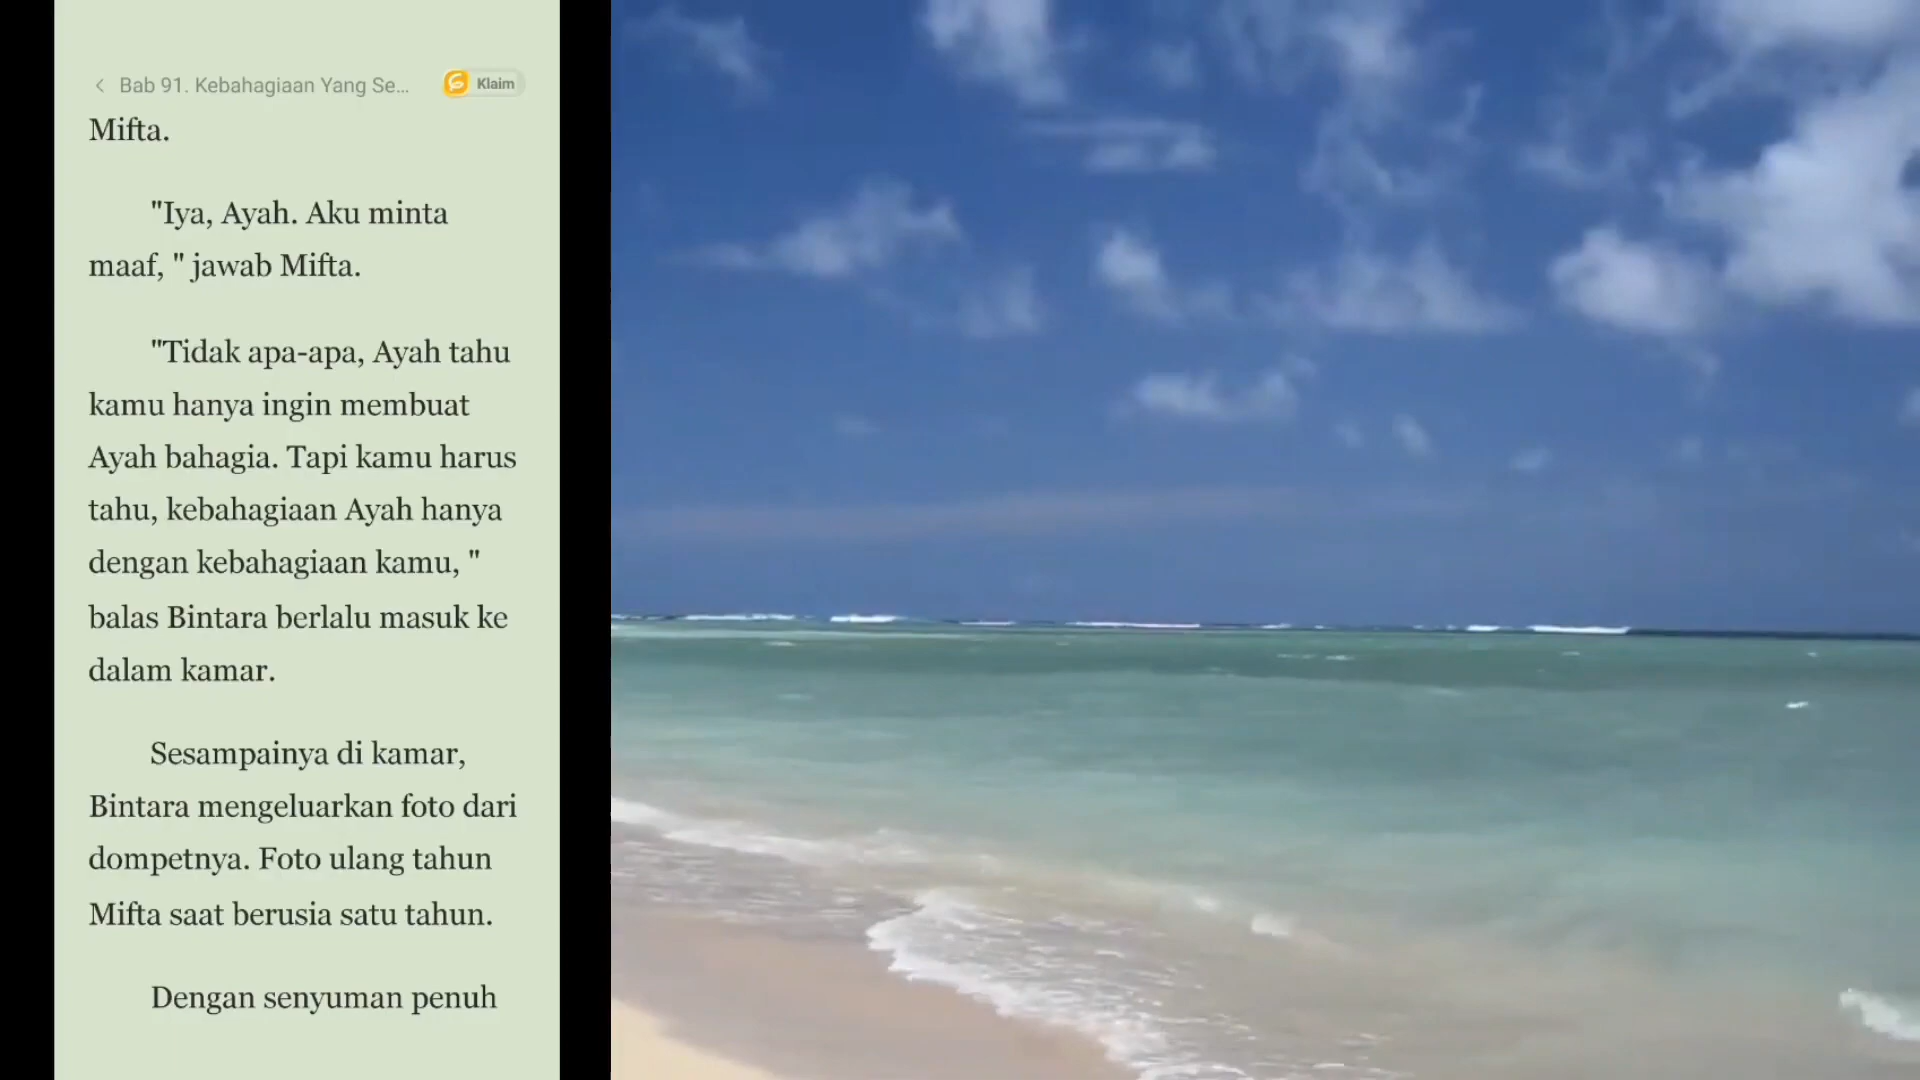 Bab 91. Kebahagiaan Yang Se...
Klaim
Mifta.
"Iya, Ayah. Aku minta
maaf, " jawab Mifta.
"Tidak apa-apa, Ayah tahu
kamu hanya ingin membuat
Ayah bahagia. Tapi kamu harus
tahu, kebahagiaan Ayah hanya
dengan kebahagiaan kamu, "
balas Bintara berlalu masuk ke
dalam kamar.
Sesampainya di kamar,
Bintara mengeluarkan foto dari
dompetnya. Foto ulang tahun
Mifta saat berusia satu tahun.
Dengan senyuman penuh